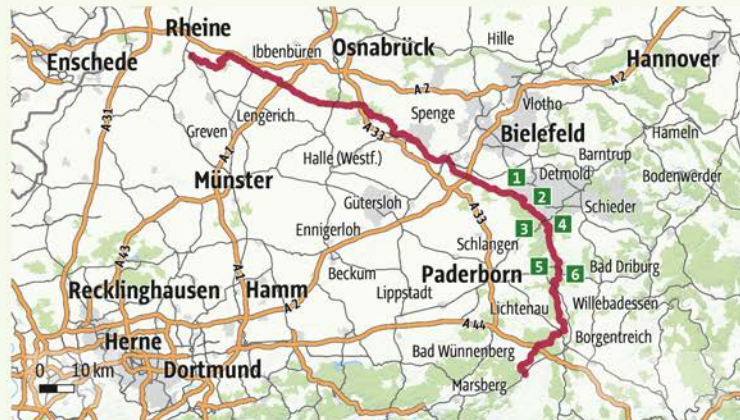 Rheine
Hille
Ibbenbüren
Osnabrück
Hannover
Enschede
A 2
A 2
Vlotho
A 31
Spenge
Lengerich
Greven
A 33
Bielefeld
Hameln
A 1
Halle (Westf.)
Barntrup
1
Detmold
Bodenwerder
Münster
2
Gütersloh
Schieder
A 33
3
4
Ennigerloh
Schlangen
A 43
5
6
Bad Driburg
A 1
Beckum
Paderborn
Recklinghausen
Hamm
Lippstadt
A 2
Lichtenau
Willebadessen
A 44
Herne
Borgentreich
Bad Wünnenberg
0 10 km
Dortmund
Marsberg